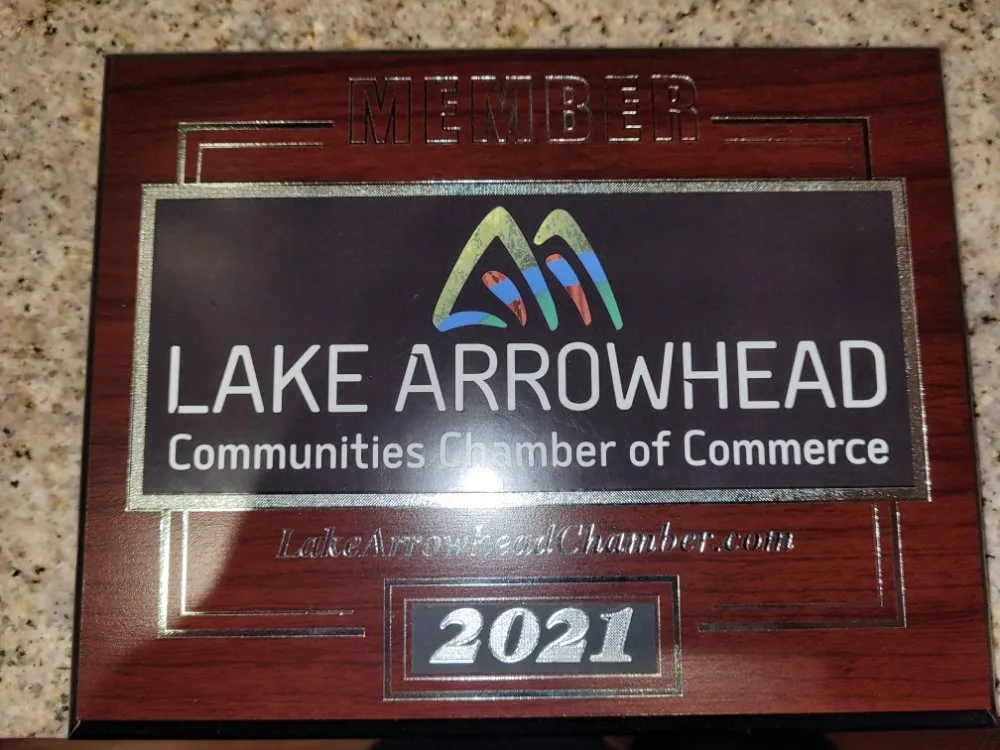 MEMBER
LAKE ARROWHEAD
Communities Chamber of Commerce
LakeArrowheadChamber.com
2021